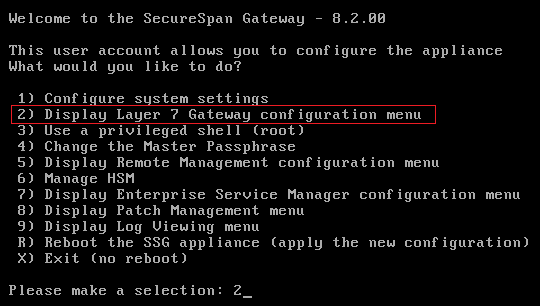 Welcome to the SecureSpan Gateway - 8.2.00
This user account allows you to configure the appliance
What would you like to do?
1) Configure system settings
2) Display Layer 7 Gateway configuration menu
3) Use a privileged shell (root)
4) Change the Master Passphrase
5) Display Remote Management configuration menu
6) Manage HSM
7) Display Enterprise Service Manager configuration menu
8) Display Patch Management menu
9) Display Log Viewing menu
R) Reboot the SSG appliance (apply the new configuration)
X) Exit (no reboot)
Please make a selection: 2_